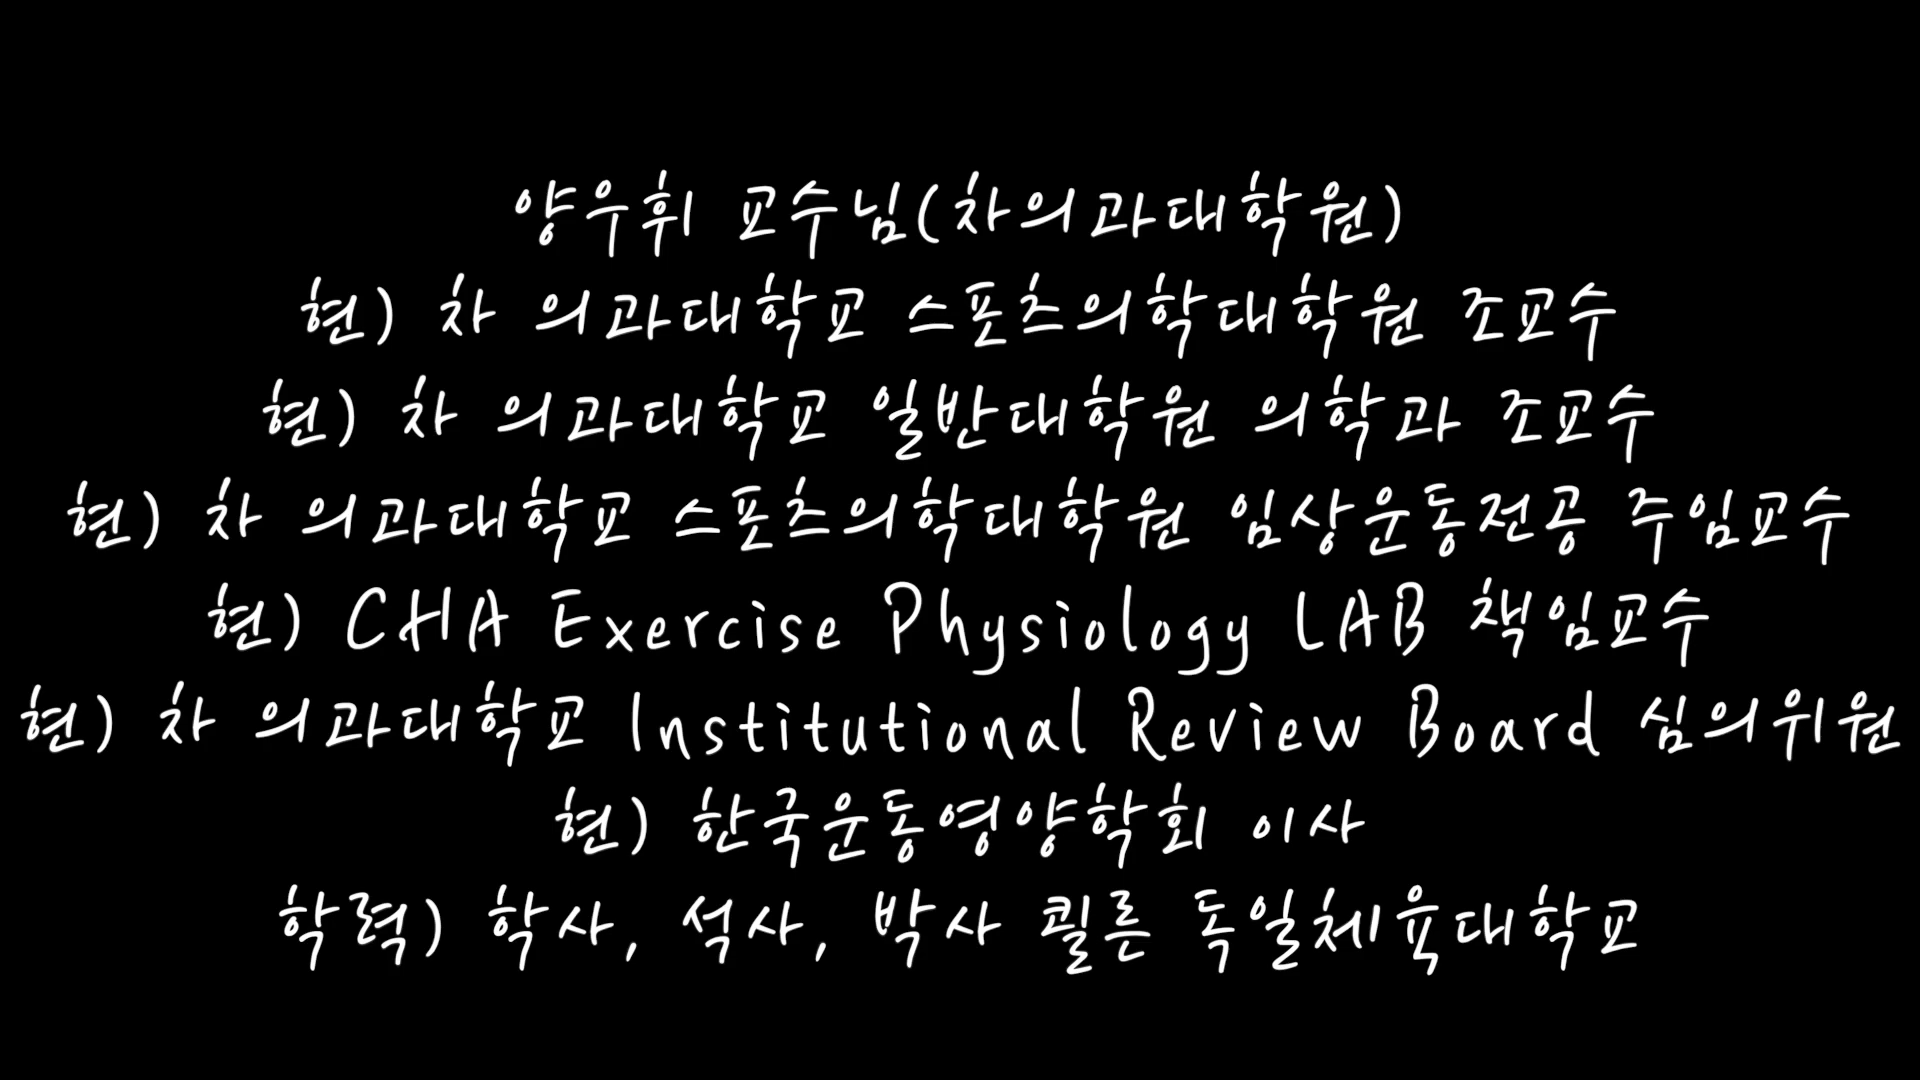 양우휘 교수님(차의과대학원)
현) 차 의과대학교 스포츠의학대학원 조교수
현) 차 의과대학교 일반대학원 의학과 조교수
현) 차 의과대학교 스포츠의학대학원 임상운동전공 주임교수
현) CHA Exercise Physiology LAB 책임교수
현) 차 의과대학교 Institutional Review Board 심의위원
현) 한국운동영양학회 이사
학력) 학사, 석사, 박사 쾰른 독일체육대학교